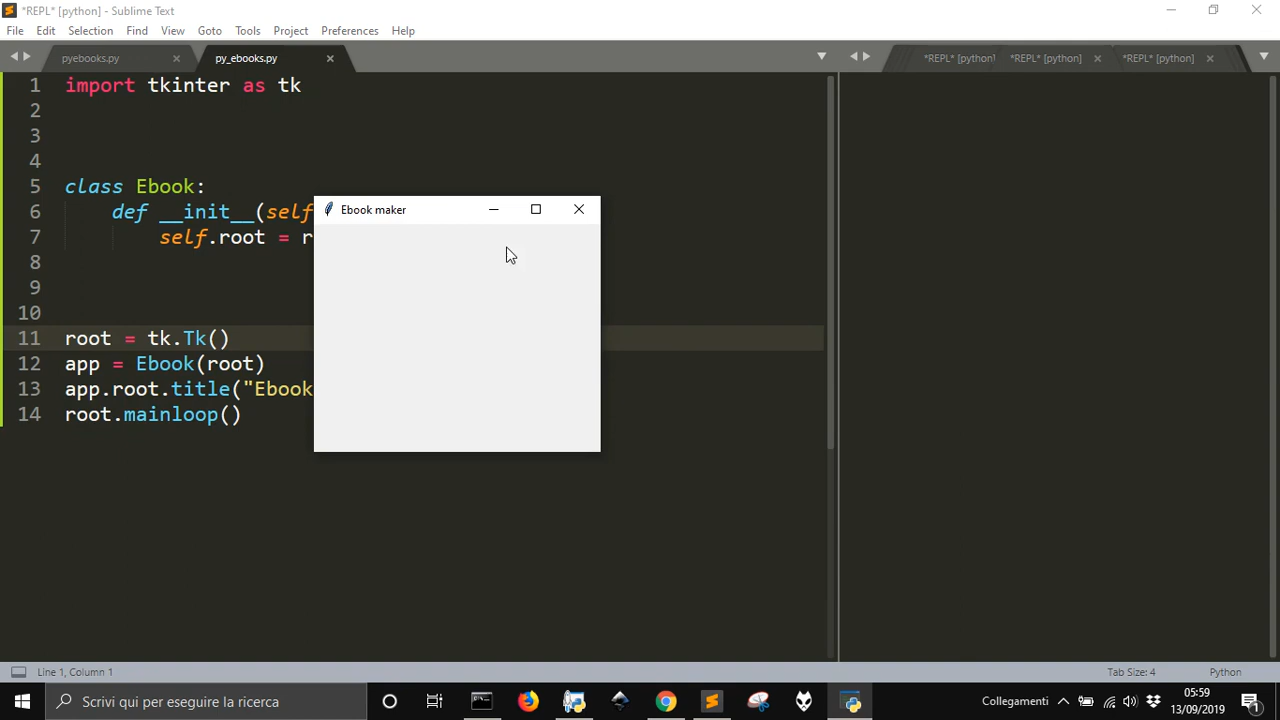 *REPL* [python] - Sublime Text
File Edit Selection Find View Goto Tools Project Preferences Help
pyebooks.py py_ebooks.py *REPL* [python] *REPL* [python] *REPL* [python]
1 import tkinter as tk
2
3
4
5 class Ebook:
6 def __init__(self
7 self.root = r
8
9
10
11 root = tk.Tk()
12 app = Ebook(root)
13 app.root.title("Ebook
14 root.mainloop()
Ebook maker
Line 1, Column 1 Tab Size: 4 Python
Scrivi qui per eseguire la ricerca
Collegamenti
05:59
13/09/2019
1